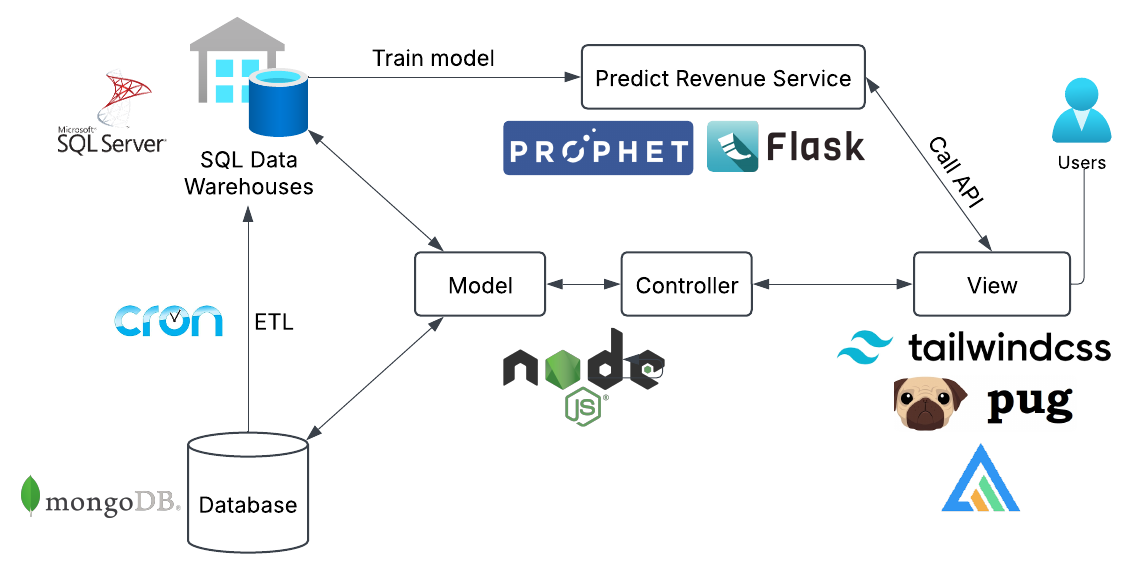 Train model
Predict Revenue Service
Microsoft®
SQL Server®
PROPHET
Flask
Call API
Users
SQL Data
Warehouses
Model
Controller
View
cron
ETL
node
JS®
tailwindcss
pug
mongoDB®
Database